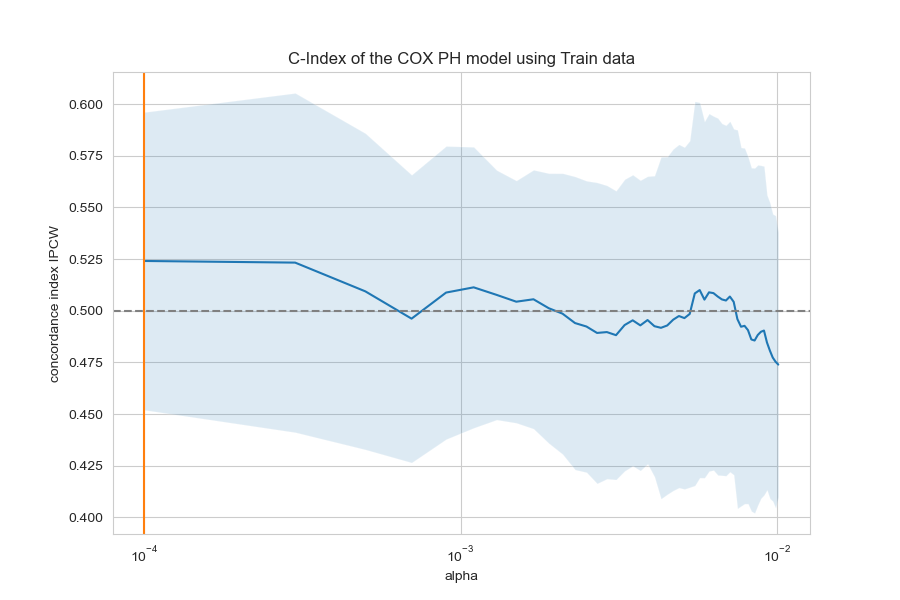 C-Index of the COX PH model using Train data
concordance index IPCW
0.600
0.575
0.550
0.525
0.500
0.475
0.450
0.425
0.400
10⁻⁴ 10⁻³ 10⁻²
alpha